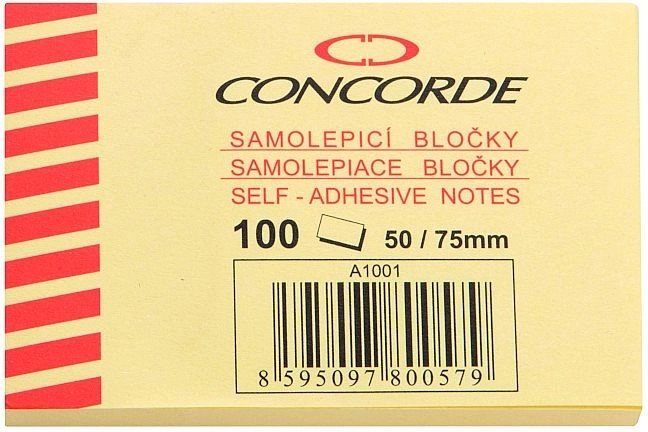 CONCORDE
SAMOLEPICÍ BLOČKY
SAMOLEPIACE BLOČKY
SELF - ADHESIVE NOTES
100 50 / 75mm
A1001
8 595097 800579